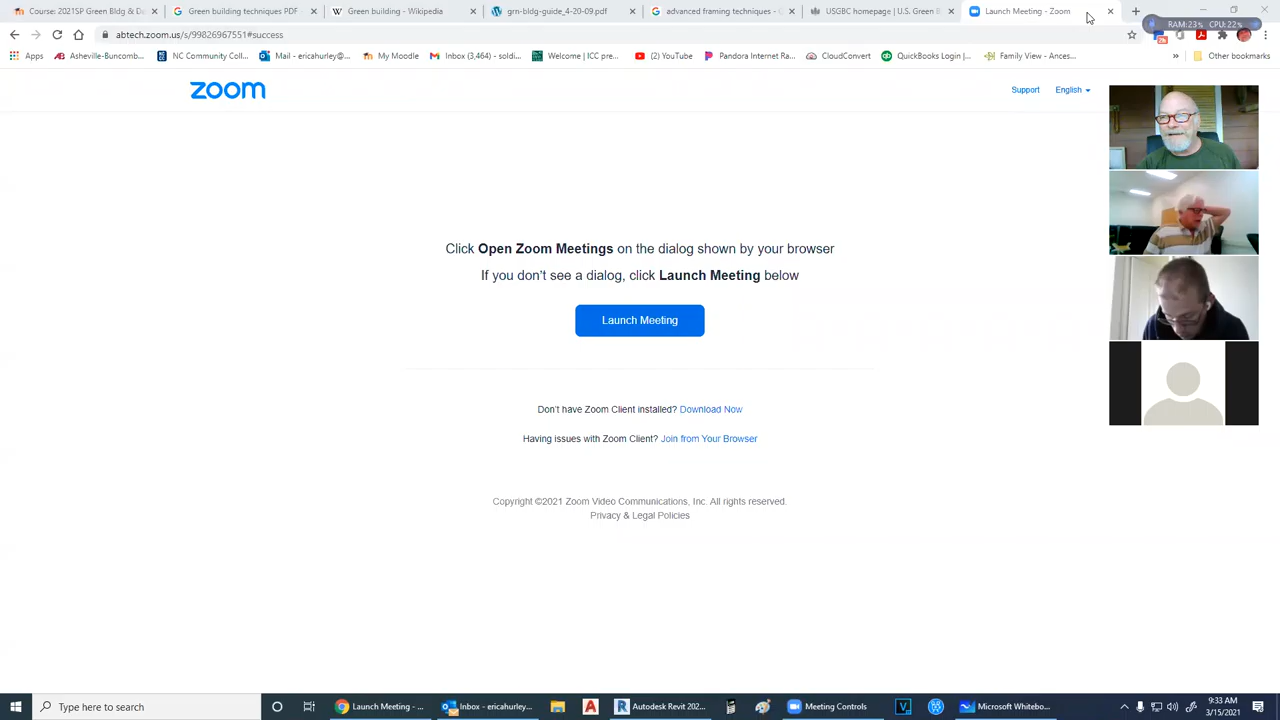 Course: 2021SP Green Bldg & De
Green building techniques PDF
Green building - Wikipedia
grn-bldg-guide_4-20-09.pdf
advanced framing techniques - G
USGBC homepage | U.S. Green B
Launch Meeting - Zoom
RAM:23% CPU:22%
abtech.zoom.us/s/99826967551#success
Apps
Asheville-Buncomb...
NC Community Coll...
Mail - ericahurley@...
My Moodle
Inbox (3,464) - soldi...
Welcome | ICC pre...
(2) YouTube
Pandora Internet Ra...
CloudConvert
QuickBooks Login |...
Family View - Ances...
»
Other bookmarks
zoom
Support
English
Click Open Zoom Meetings on the dialog shown by your browser
If you don't see a dialog, click Launch Meeting below
Launch Meeting
Don't have Zoom Client installed? Download Now
Having issues with Zoom Client? Join from Your Browser
Copyright ©2021 Zoom Video Communications, Inc. All rights reserved.
Privacy & Legal Policies
Type here to search
Launch Meeting - ...
Inbox - ericahurley...
Autodesk Revit 202...
Meeting Controls
Microsoft Whitebo...
9:33 AM
3/15/2021